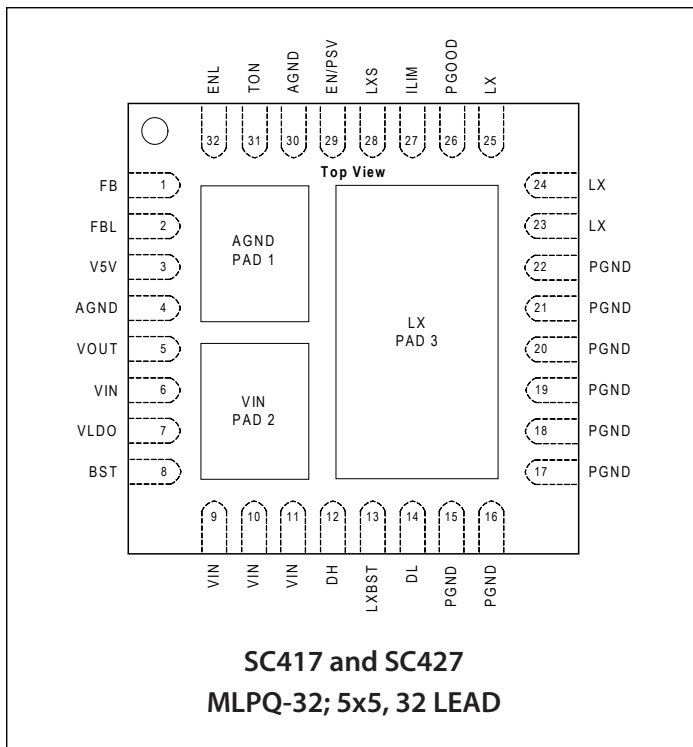 ENL
TON
AGND
EN/PSV
LXS
ILIM
PGOOD
LX
32
31
30
29
28
27
26
25
Top View
FB 1
FBL 2
V5V 3
AGND 4
VOUT 5
VIN 6
VLDO 7
BST 8
AGND
PAD 1
VIN
PAD 2
LX
PAD 3
24 LX
23 LX
22 PGND
21 PGND
20 PGND
19 PGND
18 PGND
17 PGND
9
10
11
12
13
14
15
16
VIN
VIN
VIN
DH
LXBST
DL
PGND
PGND
SC417 and SC427
MLPQ-32; 5x5, 32 LEAD